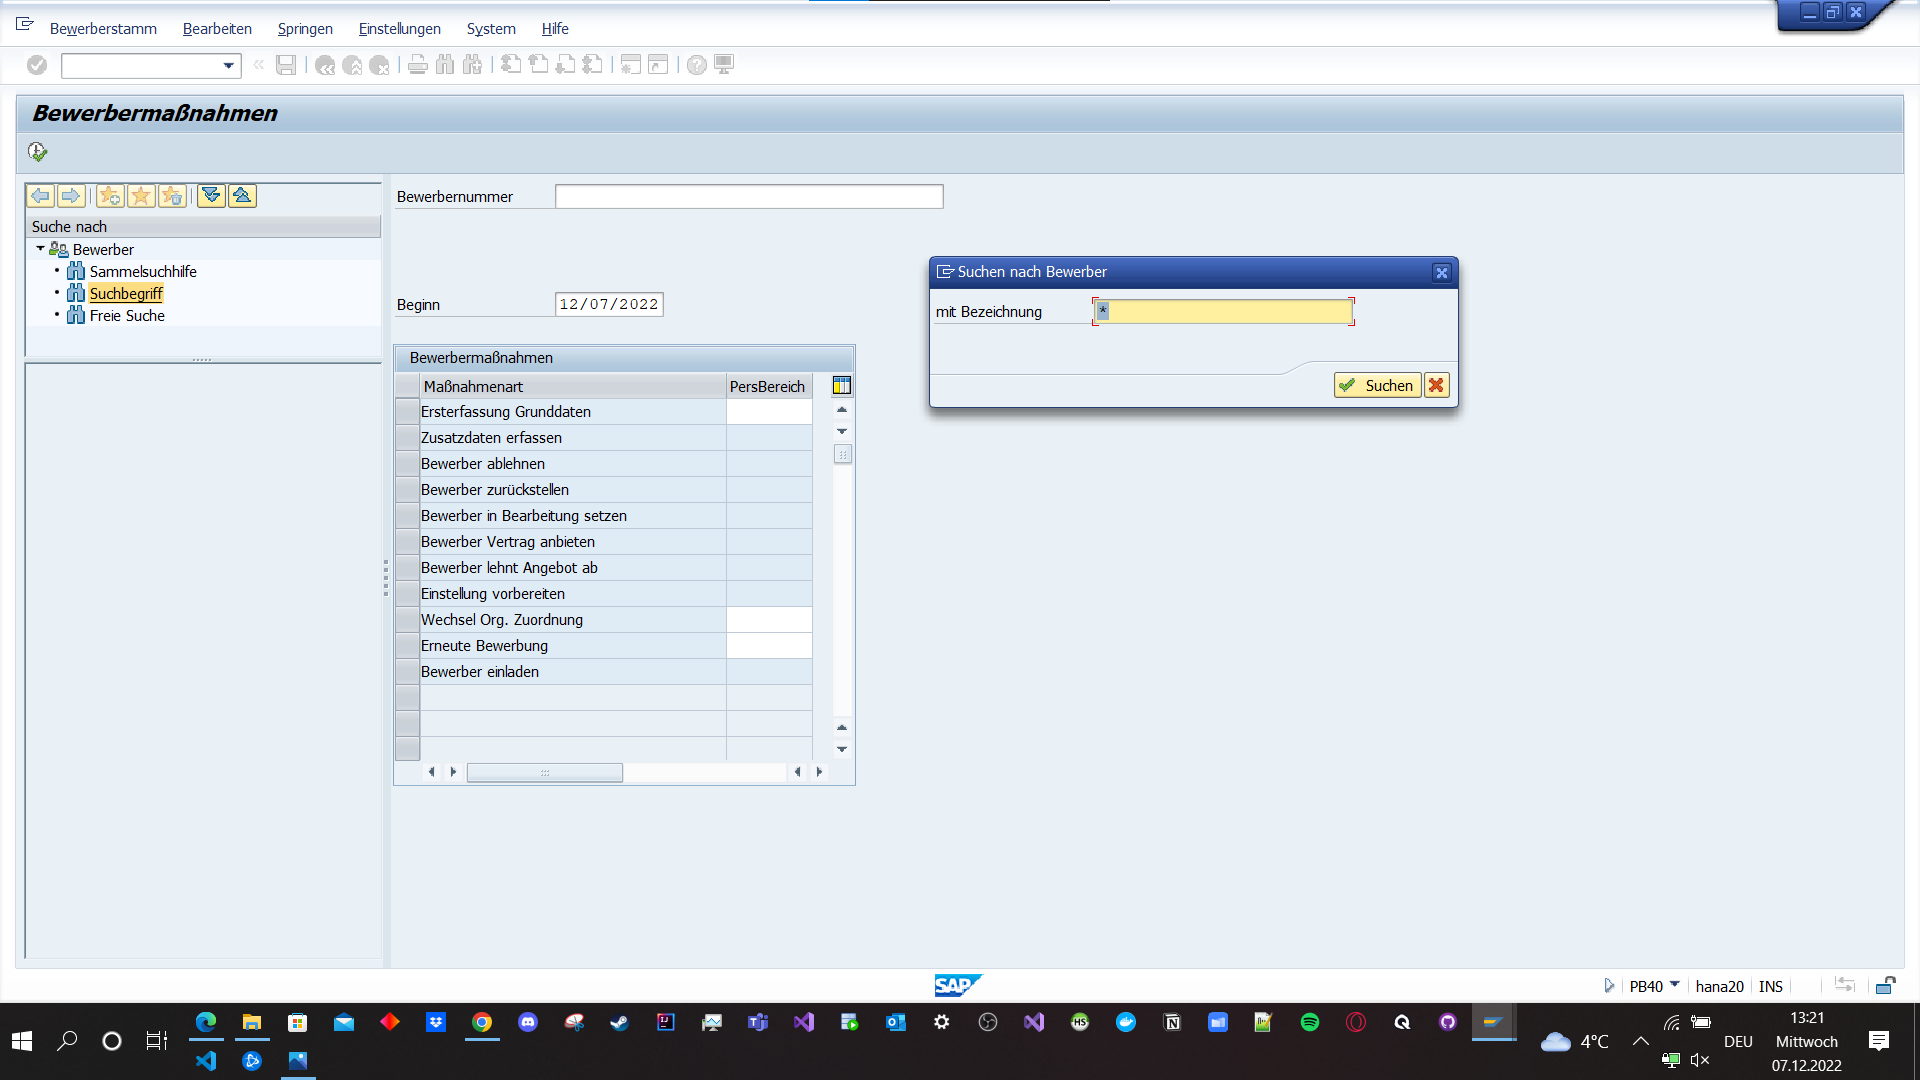 Bewerberstamm Bearbeiten Springen Einstellungen System Hilfe
Bewerbermaßnahmen
Suche nach
Bewerber
Sammelsuchhilfe
Suchbegriff
Freie Suche
Bewerbernummer
Beginn 12/07/2022
Bewerbermaßnahmen
Maßnahmenart PersBereich
Ersterfassung Grunddaten
Zusatzdaten erfassen
Bewerber ablehnen
Bewerber zurückstellen
Bewerber in Bearbeitung setzen
Bewerber Vertrag anbieten
Bewerber lehnt Angebot ab
Einstellung vorbereiten
Wechsel Org. Zuordnung
Erneute Bewerbung
Bewerber einladen
Suchen nach Bewerber
mit Bezeichnung *
Suchen
SAP
PB40 hana20 INS
4°C
DEU
13:21
Mittwoch
07.12.2022